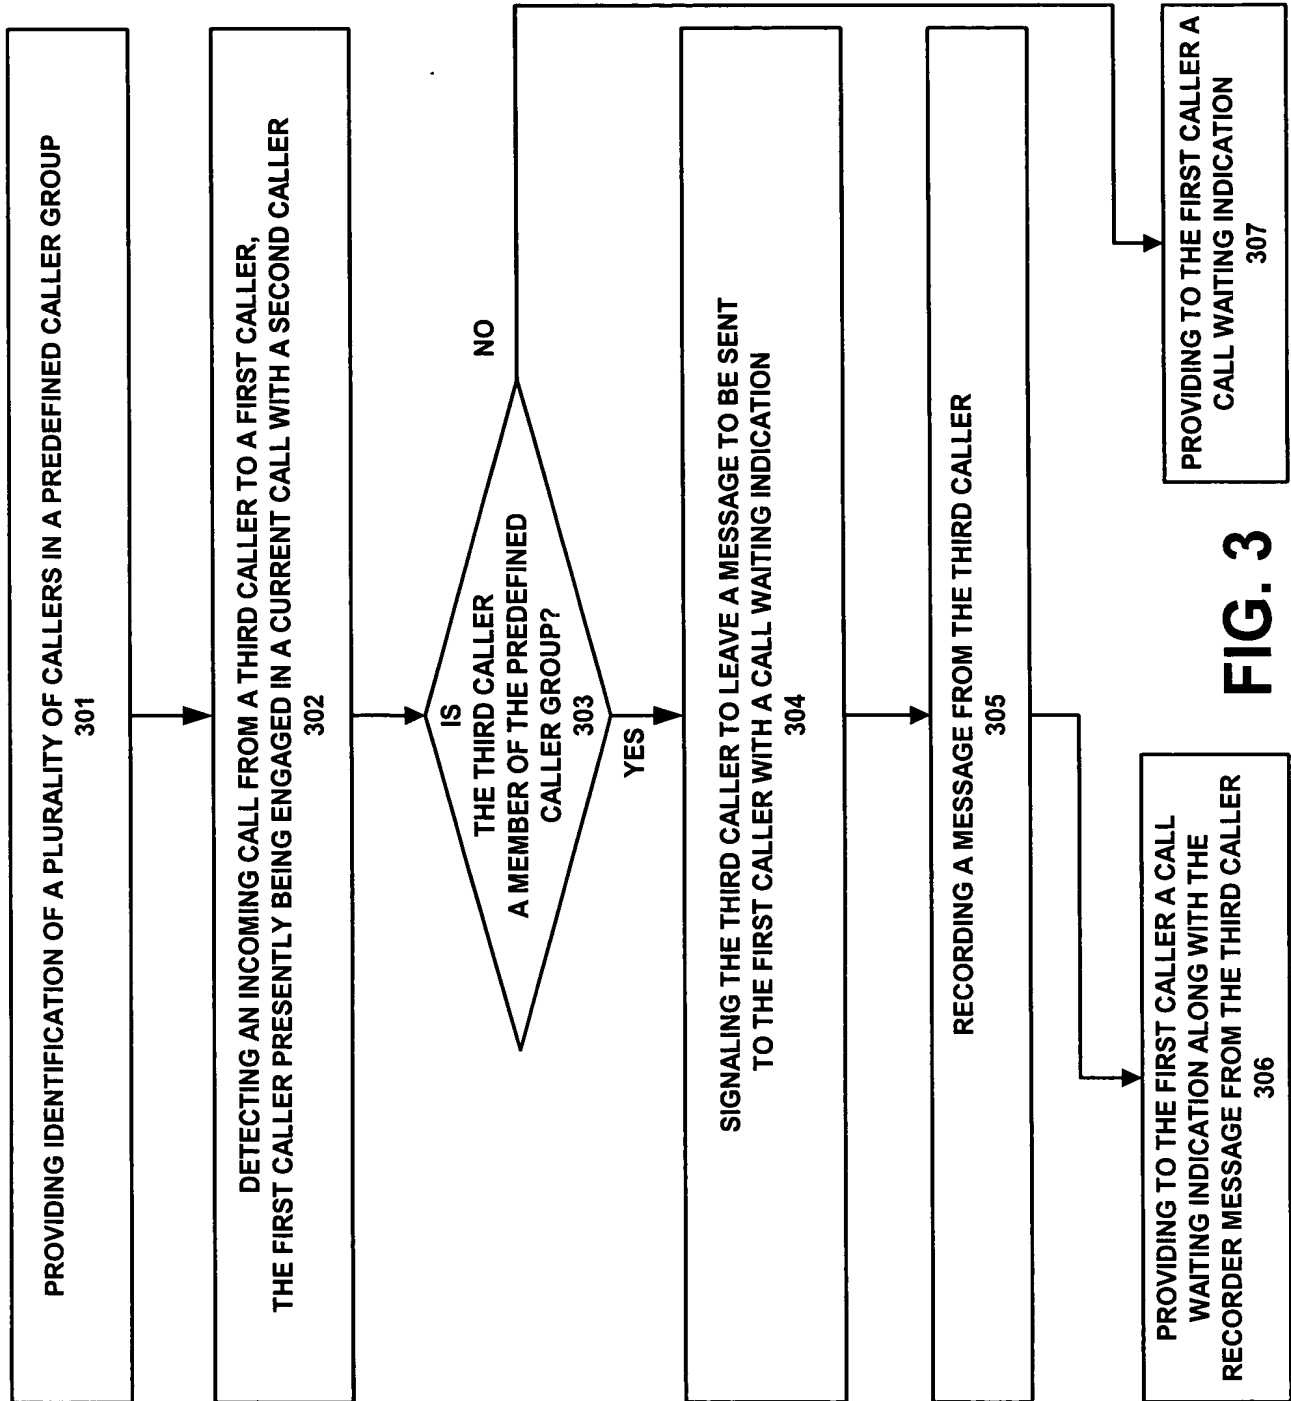 PROVIDING IDENTIFICATION OF A PLURALITY OF CALLERS IN A PREDEFINED CALLER GROUP
301
DETECTING AN INCOMING CALL FROM A THIRD CALLER TO A FIRST CALLER,
THE FIRST CALLER PRESENTLY BEING ENGAGED IN A CURRENT CALL WITH A SECOND CALLER
302
IS
THE THIRD CALLER
A MEMBER OF THE PREDEFINED
CALLER GROUP?
303
NO
YES
SIGNALING THE THIRD CALLER TO LEAVE A MESSAGE TO BE SENT
TO THE FIRST CALLER WITH A CALL WAITING INDICATION
304
RECORDING A MESSAGE FROM THE THIRD CALLER
305
PROVIDING TO THE FIRST CALLER A CALL
WAITING INDICATION ALONG WITH THE
RECORDER MESSAGE FROM THE THIRD CALLER
306
PROVIDING TO THE FIRST CALLER A
CALL WAITING INDICATION
307
FIG. 3